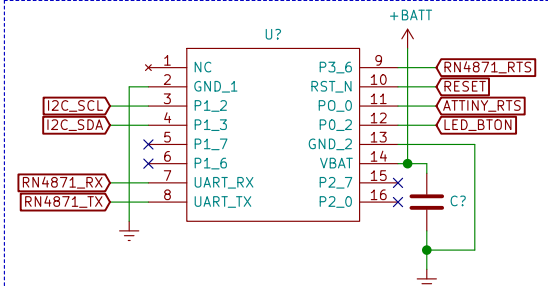 +BATT
U?
1 NC P3_6 9 RN4871_RTS
2 GND_1 RST_N 10 RESET
I2C_SCL 3 P1_2 P0_0 11 ATTINY_RTS
I2C_SDA 4 P1_3 P0_2 12 LED_BTON
5 P1_7 GND_2 13
6 P1_6 VBAT 14
RN4871_RX 7 UART_RX P2_7 15
RN4871_TX 8 UART_TX P2_0 16
C?